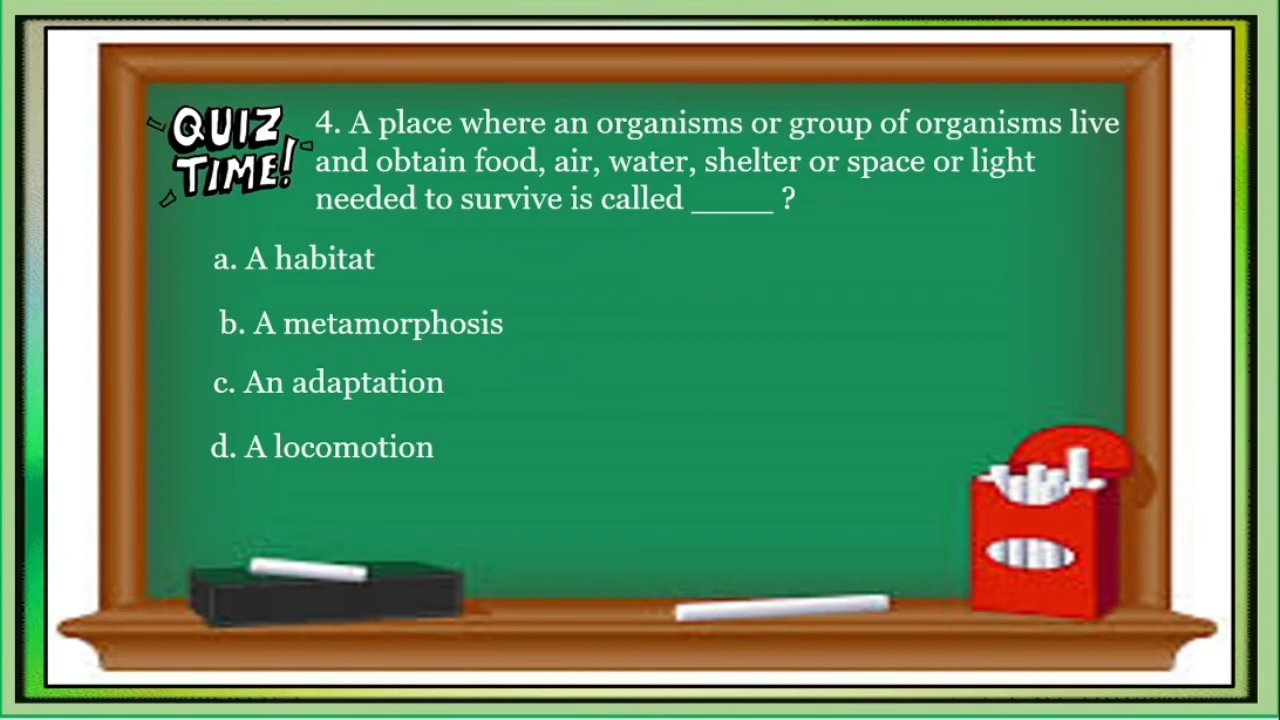 QUIZ
TIME!
4. A place where an organisms or group of organisms live
and obtain food, air, water, shelter or space or light
needed to survive is called _____ ?
a. A habitat
b. A metamorphosis
c. An adaptation
d. A locomotion